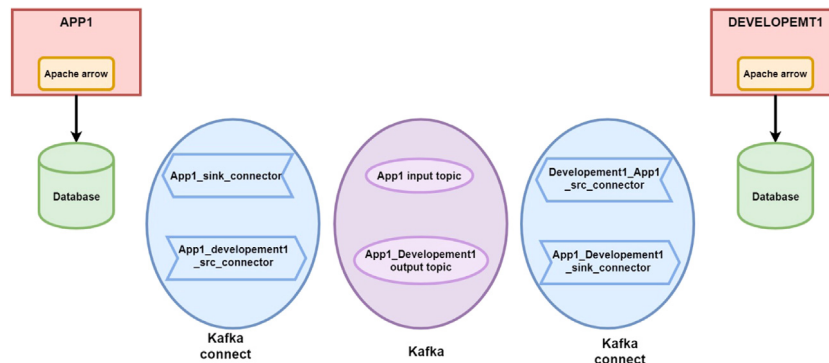 APP1
Apache arrow
Database
DEVELOPEMT1
Apache arrow
Database
App1_sink_connector
App1_developement1
_src_connector
Kafka
connect
App1 input topic
App1_Developement1
output topic
Kafka
Developement1_App1
_src_connector
App1_Developement1
_sink_connector
Kafka
connect